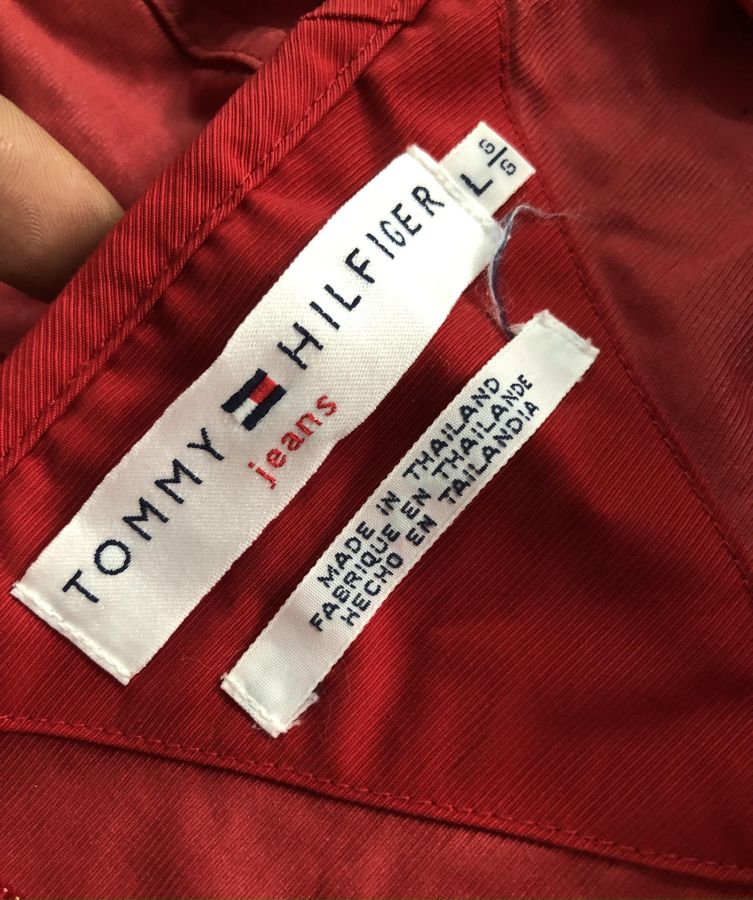 TOMMY HILFIGER
jeans
L G/G
MADE IN THAILAND
FABRIQUE EN THAILANDE
HECHO EN TAILANDIA